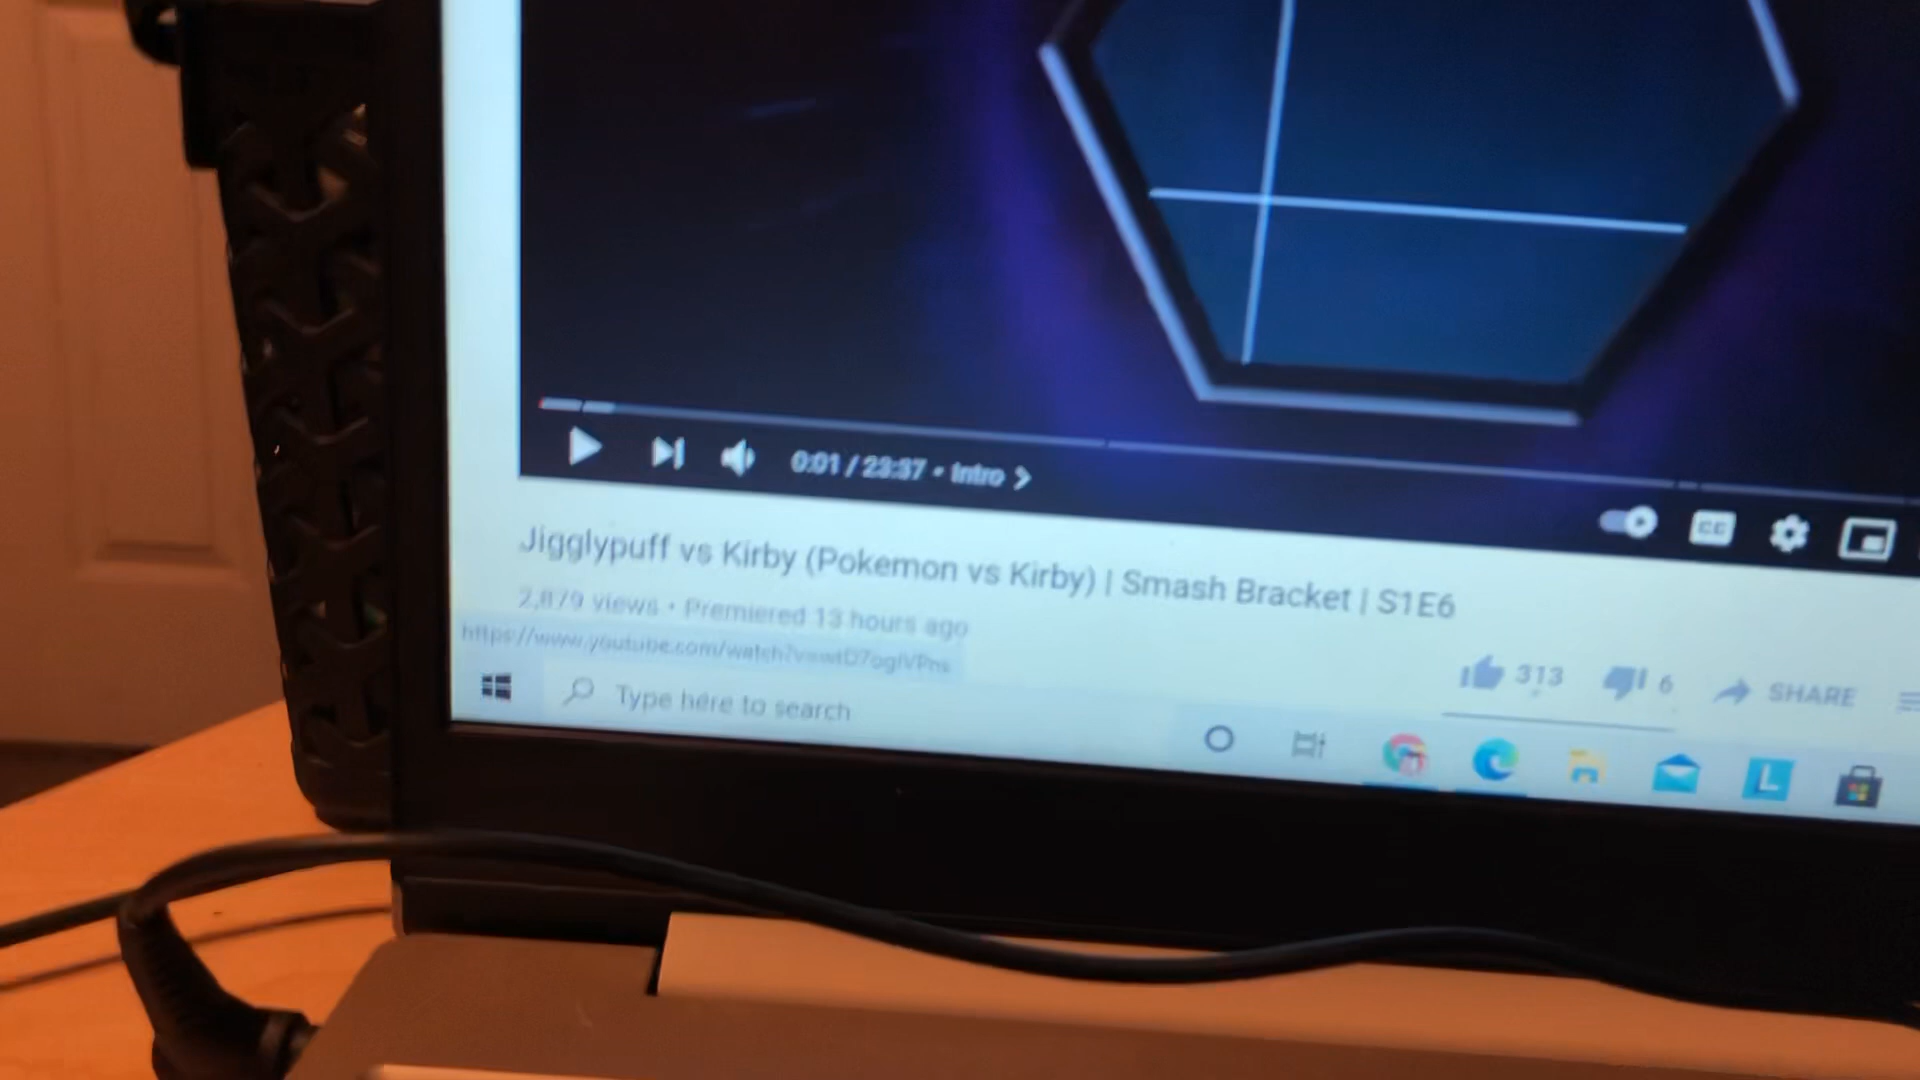 0:01 / 23:37 • Intro
CC
Jigglypuff vs Kirby (Pokemon vs Kirby) | Smash Bracket | S1E6
2,879 views • Premiered 13 hours ago
313 6 SHARE
Type here to search
L